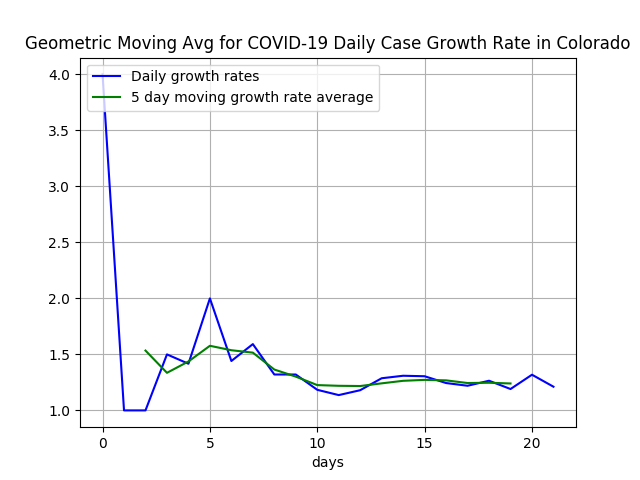 Geometric Moving Avg for COVID-19 Daily Case Growth Rate in Colorado
Daily growth rates
5 day moving growth rate average
4.0
3.5
3.0
2.5
2.0
1.5
1.0
0 5 10 15 20
days